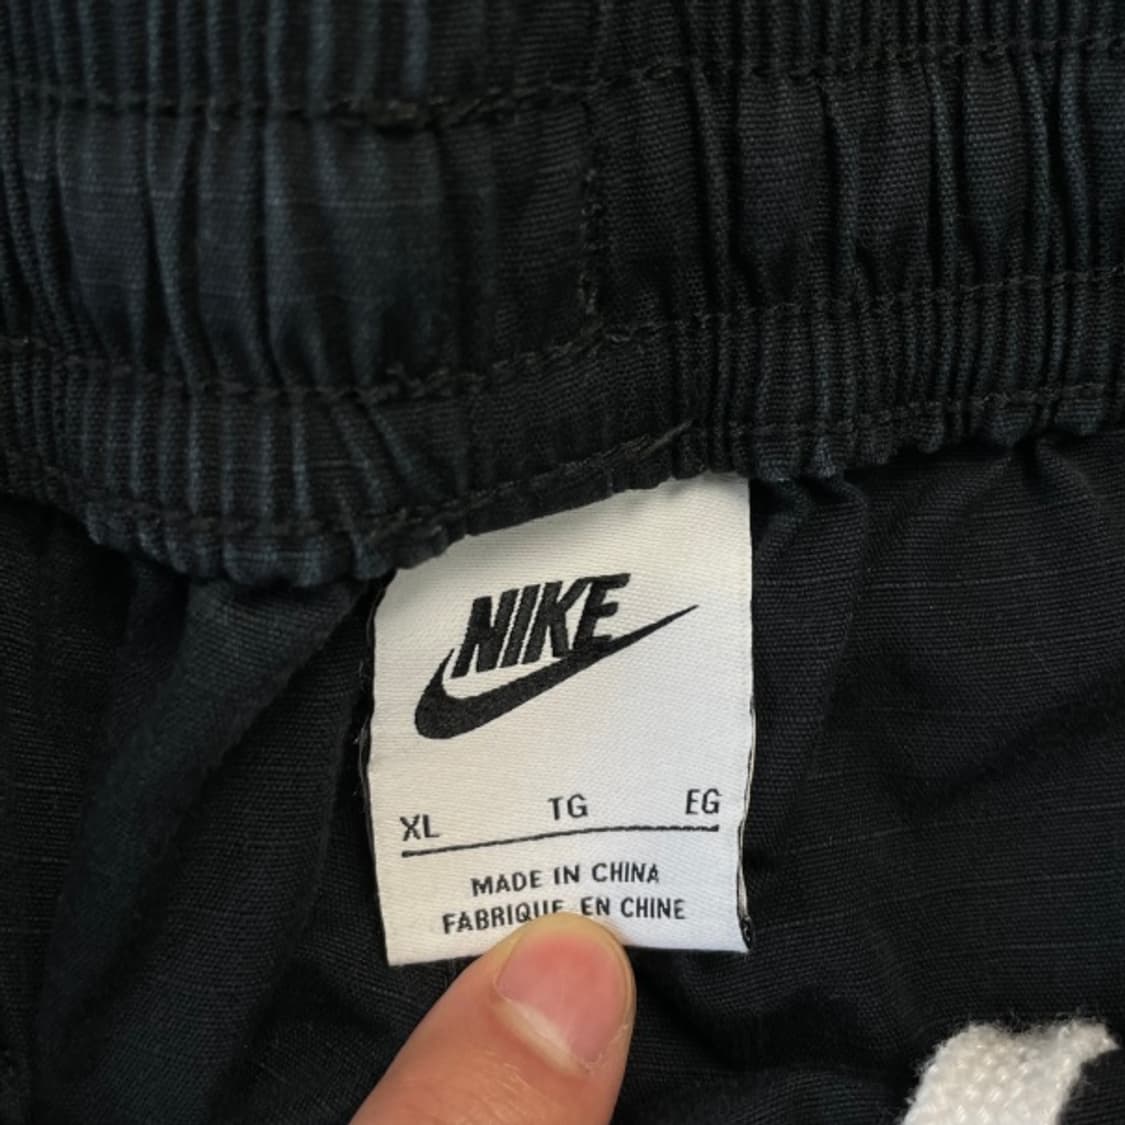 NIKE
XL TG EG
MADE IN CHINA
FABRIQUE EN CHINE